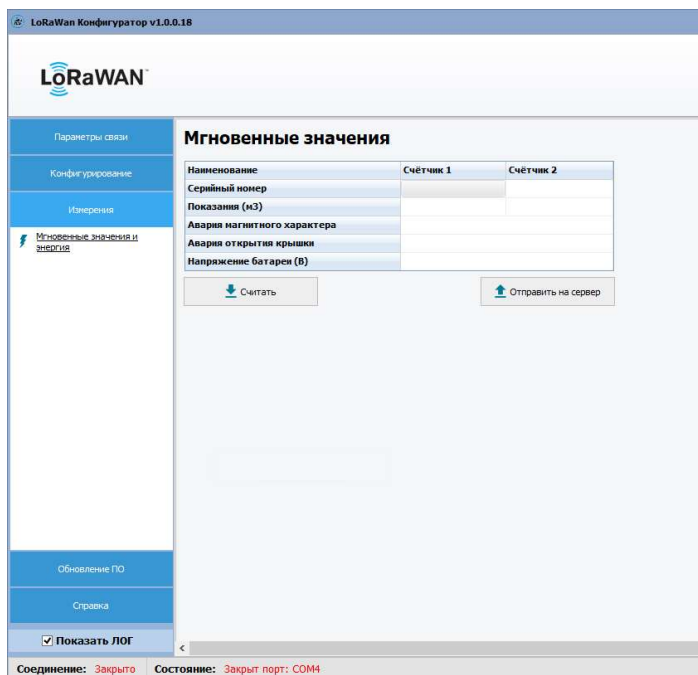 LoRaWan Конфигуратор v1.0.0.18
LoRaWAN™
Параметры связи
Конфигурирование
Измерения
Мгновенные значения и
энергия
Мгновенные значения
Наименование Счётчик 1 Счётчик 2
Серийный номер
Показания (м3)
Авария магнитного характера
Авария открытия крышки
Напряжение батареи (В)
Считать
Отправить на сервер
Обновление ПО
Справка
Показать ЛОГ
Соединение: Закрыто Состояние: Закрыт порт: COM4